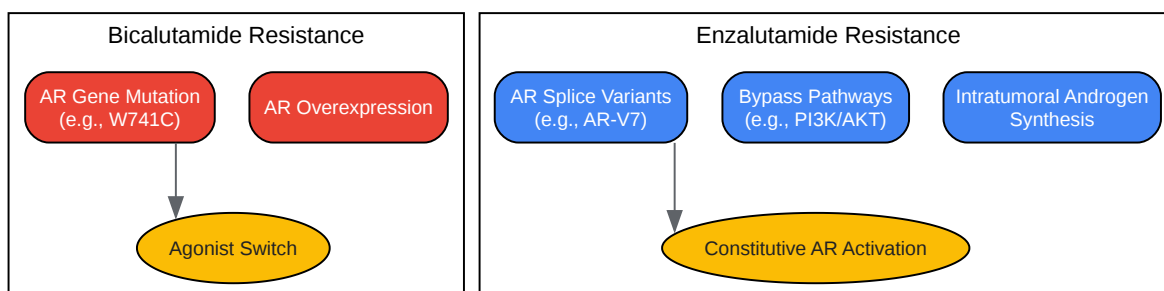 Bicalutamide Resistance
AR Gene Mutation
(e.g., W741C)
AR Overexpression
Agonist Switch
Enzalutamide Resistance
AR Splice Variants
(e.g., AR-V7)
Bypass Pathways
(e.g., PI3K/AKT)
Intratumoral Androgen
Synthesis
Constitutive AR Activation